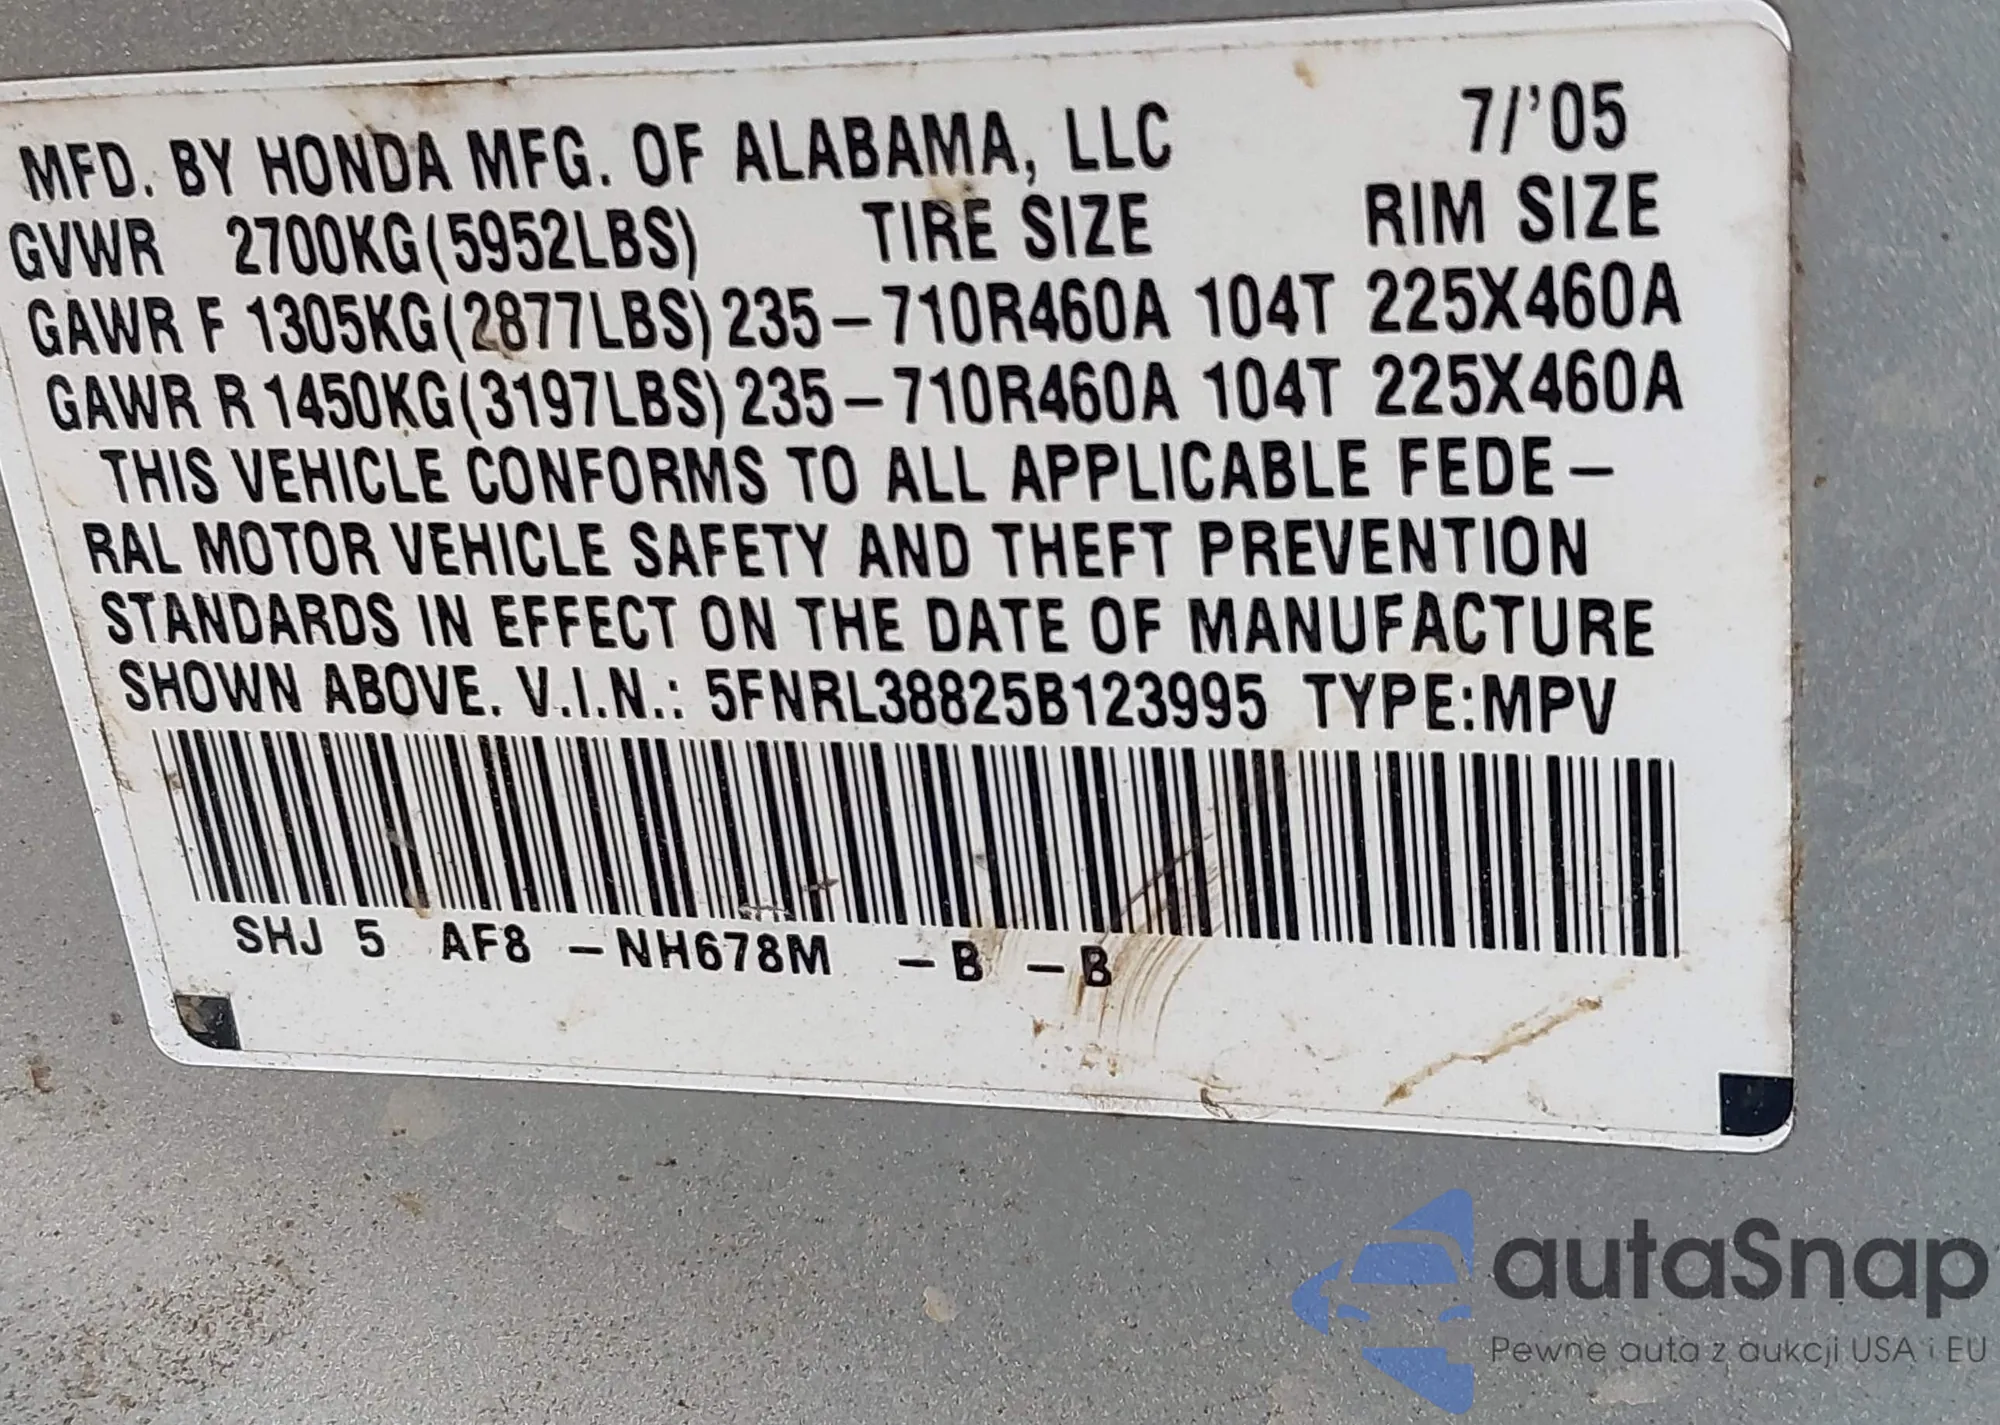 MFD. BY HONDA MFG. OF ALABAMA, LLC 7/'05
GVWR 2700KG(5952LBS) TIRE SIZE RIM SIZE
GAWR F 1305KG(2877LBS) 235-710R460A 104T 225X460A
GAWR R 1450KG(3197LBS) 235-710R460A 104T 225X460A
THIS VEHICLE CONFORMS TO ALL APPLICABLE FEDE-
RAL MOTOR VEHICLE SAFETY AND THEFT PREVENTION
STANDARDS IN EFFECT ON THE DATE OF MANUFACTURE
SHOWN ABOVE. V.I.N.: 5FNRL38825B123995 TYPE:MPV
SHJ 5 AF8 -NH678M -B -B
autaSnap
Pewne auta z aukcji USA i EU